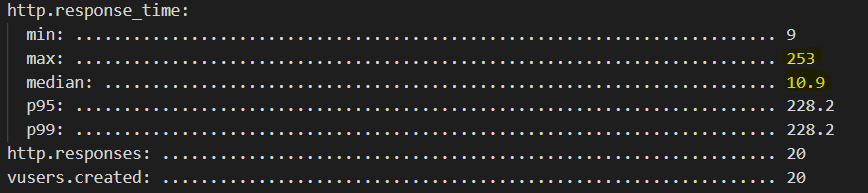 http.response_time:
  min: ......................................................................... 9
  max: ......................................................................... 253
  median: ...................................................................... 10.9
  p95: ......................................................................... 228.2
  p99: ......................................................................... 228.2
http.responses: ................................................................ 20
vusers.created: ................................................................ 20